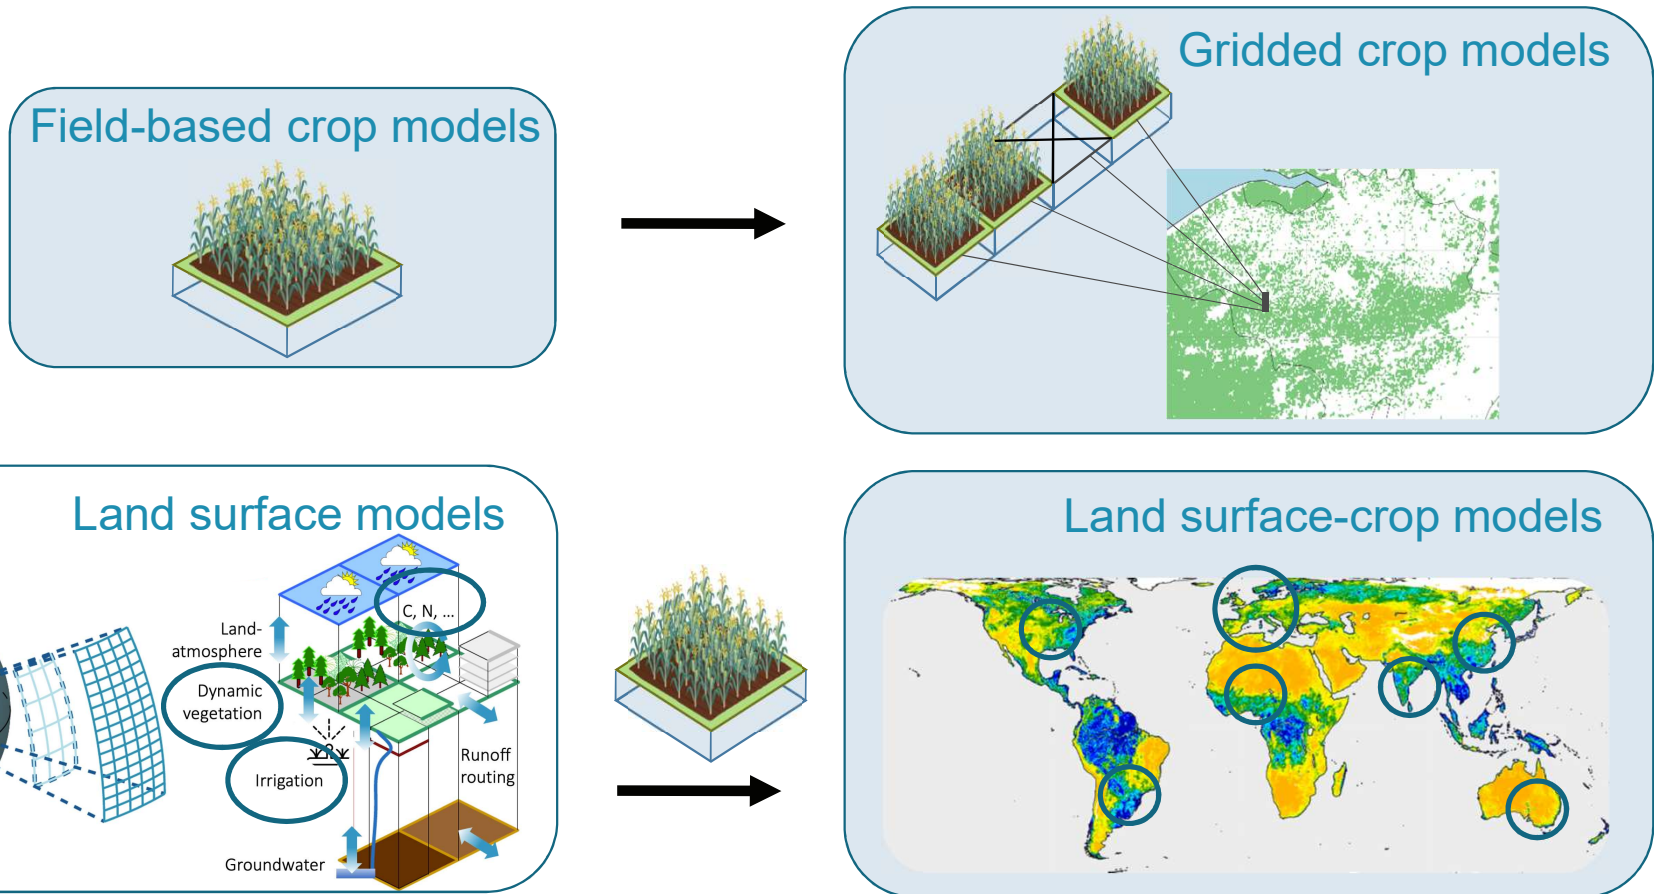 Field-based crop models
Gridded crop models
Land surface models
C, N, ...
Land-
atmosphere
Dynamic
vegetation
Irrigation
Runoff
routing
Groundwater
Land surface-crop models